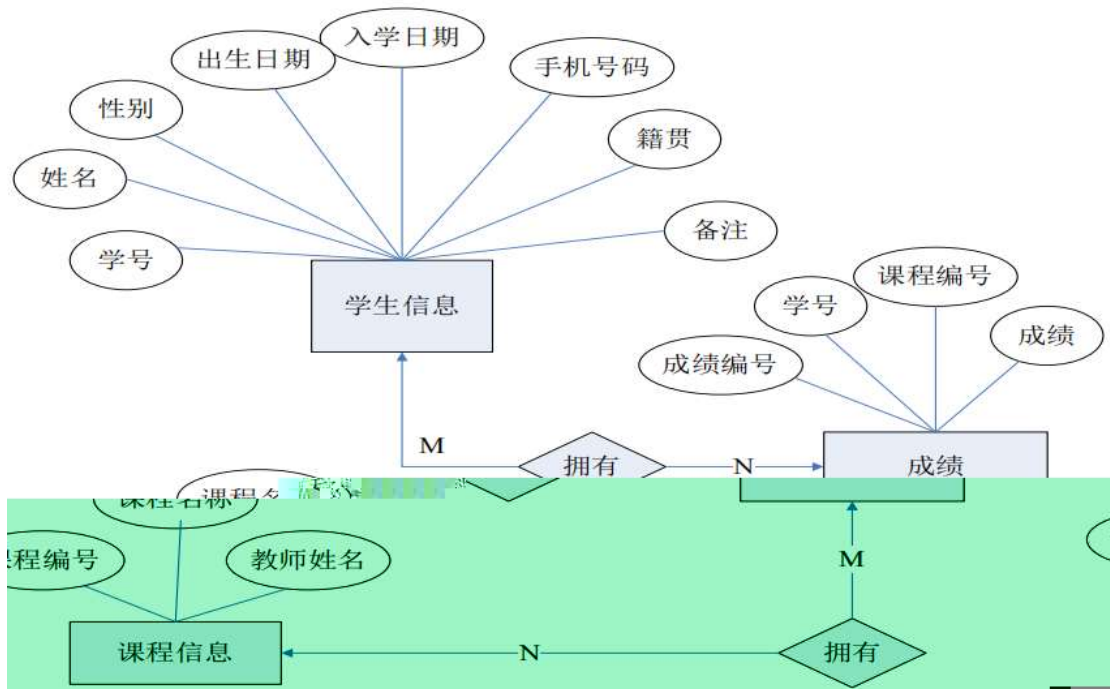 入学日期
出生日期
手机号码
性别
籍贯
姓名
备注
学号
课程编号
学生信息
学号
成绩
成绩编号
M
拥有
N
成绩
课程名称
课程名
程编号
教师姓名
M
课程信息
N
拥有